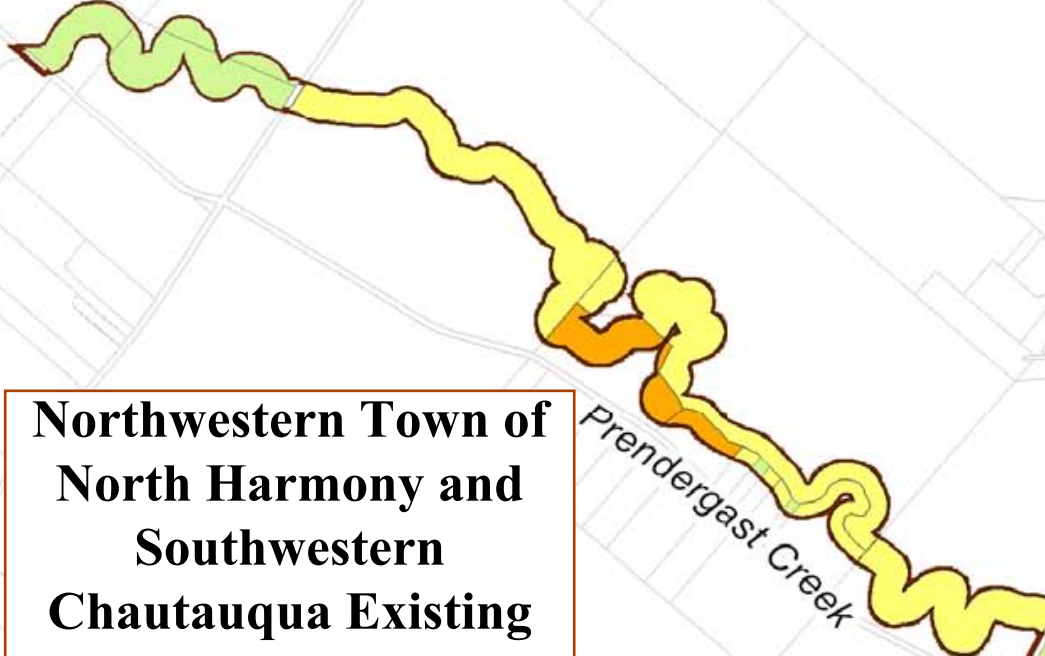 Northwestern Town of
North Harmony and
Southwestern
Chautauqua Existing
Prendergast Creek